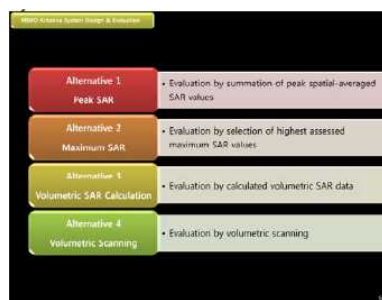 MIMO Antenna System Design & Evaluation
Alternative 1
Peak SAR
• Evaluation by summation of peak spatial-averaged
SAR values
Alternative 2
Maximum SAR
• Evaluation by selection of highest assessed
maximum SAR values
Alternative 3
Volumetric SAR Calculation
• Evaluation by calculated volumetric SAR data
Alternative 4
Volumetric Scanning
• Evaluation by volumetric scanning